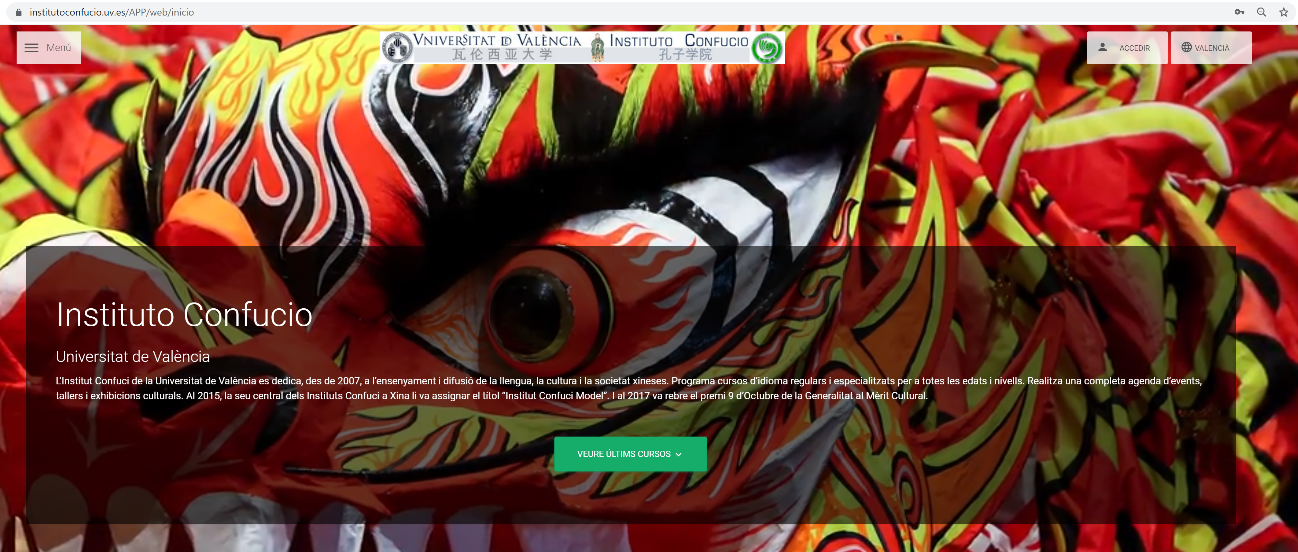 institutoconfucio.uv.es/APP/web/inicio
Menú
VNIVERSITAT DE VALÈNCIA INSTITUTO CONFUCIO
瓦伦西亚大学 孔子学院
ACCEDIR
VALENCIÀ
Instituto Confucio
Universitat de València
L'Institut Confuci de la Universitat de València es dedica, des de 2007, a l'ensenyament i difusió de la llengua, la cultura i la societat xineses. Programa cursos d'idioma regulars i especialitzats per a totes les edats i nivells. Realitza una completa agenda d'events,
tallers i exhibicions culturals. Al 2015, la seu central dels Instituts Confuci a Xina li va assignar el títol "Institut Confuci Model". I al 2017 va rebre el premi 9 d'Octubre de la Generalitat al Mèrit Cultural.
VEURE ÚLTIMS CURSOS